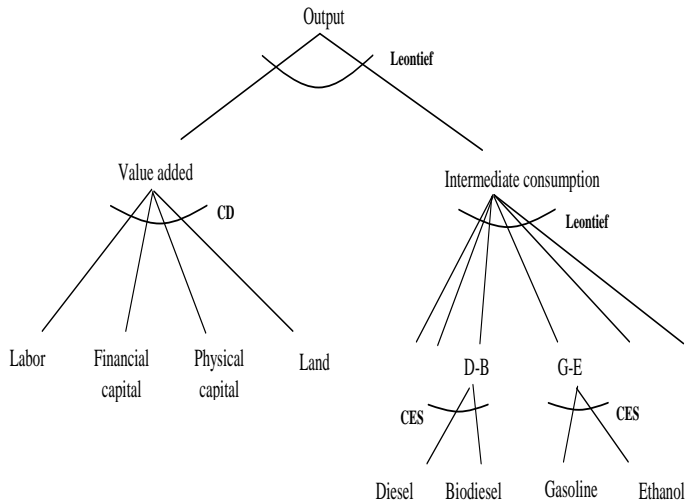 Output
Leontief
Value added
Intermediate consumption
CD
Leontief
Labor
Financial
capital
Physical
capital
Land
D-B
G-E
CES
CES
Diesel
Biodiesel
Gasoline
Ethanol